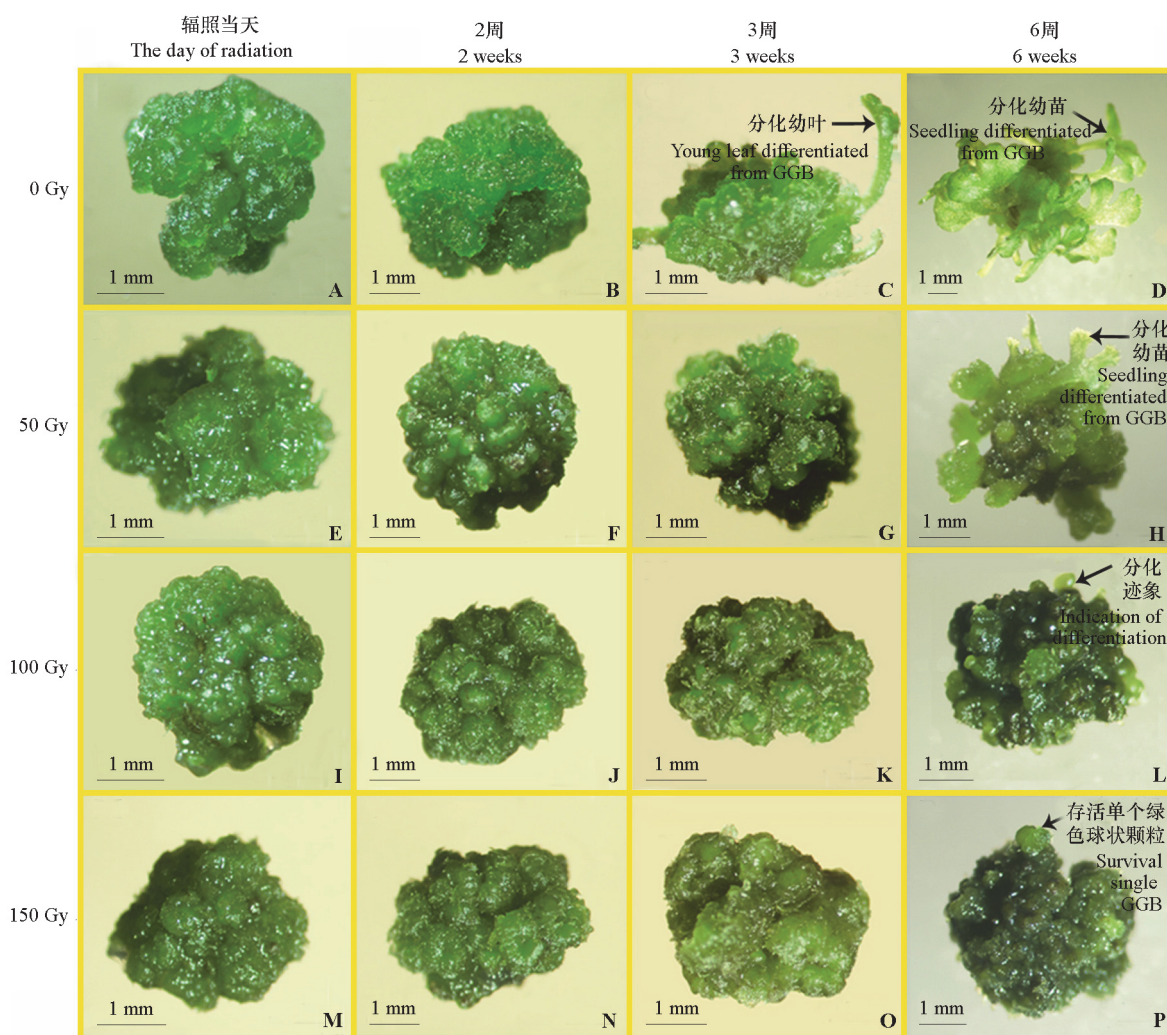 辐照当天
The day of radiation
2周
2 weeks
3周
3 weeks
6周
6 weeks
0 Gy
1 mm
A
1 mm
B
分化幼叶
Young leaf differentiated
from GGB
1 mm
C
分化幼苗
Seedling differentiated
from GGB
1 mm
D
50 Gy
1 mm
E
1 mm
F
1 mm
G
分化
幼苗
Seedling
differentiated
from GGB
1 mm
H
100 Gy
1 mm
I
1 mm
J
1 mm
K
分化
迹象
Indication of
differentiation
1 mm
L
150 Gy
1 mm
M
1 mm
N
1 mm
O
存活单个绿
色球状颗粒
Survival
single
GGB
1 mm
P